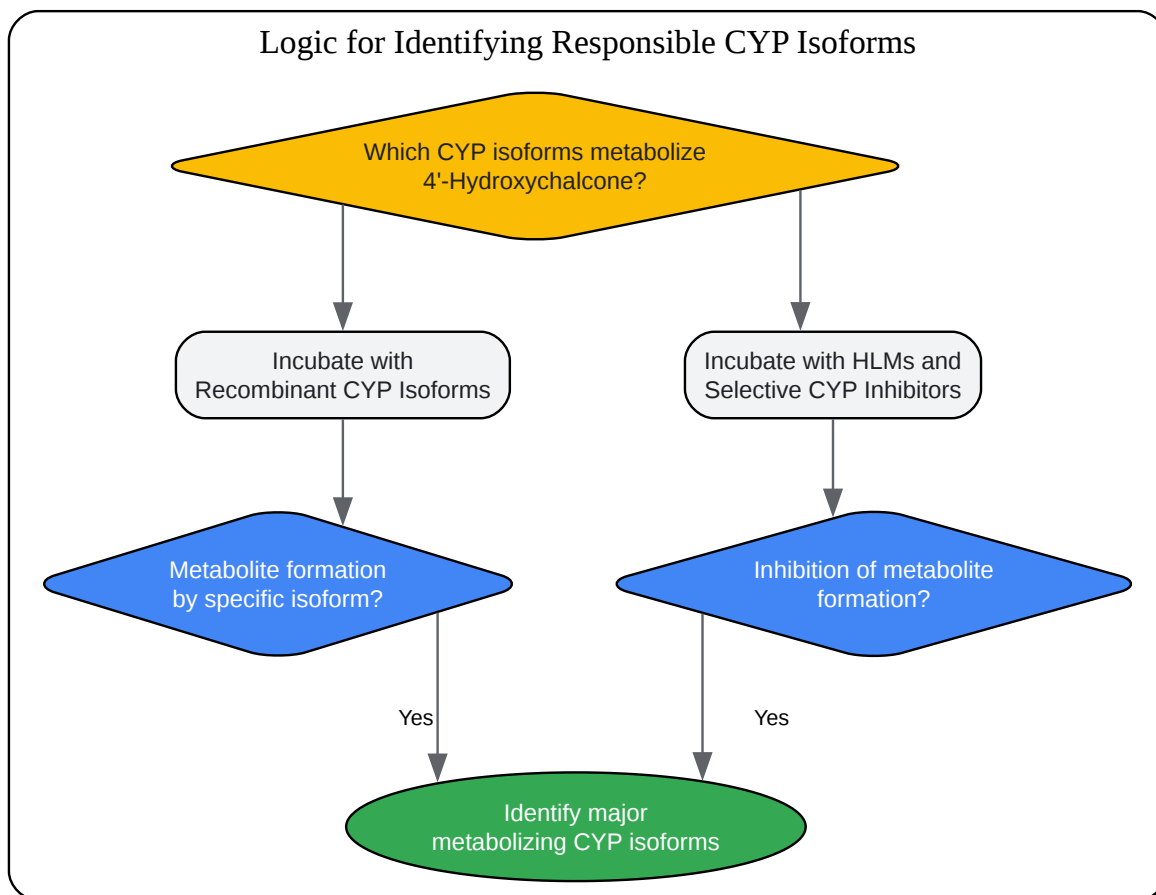 Logic for Identifying Responsible CYP Isoforms
Which CYP isoforms metabolize
4'-Hydroxychalcone?
Incubate with
Recombinant CYP Isoforms
Incubate with HLMs and
Selective CYP Inhibitors
Metabolite formation
by specific isoform?
Inhibition of metabolite
formation?
Yes
Yes
Identify major
metabolizing CYP isoforms